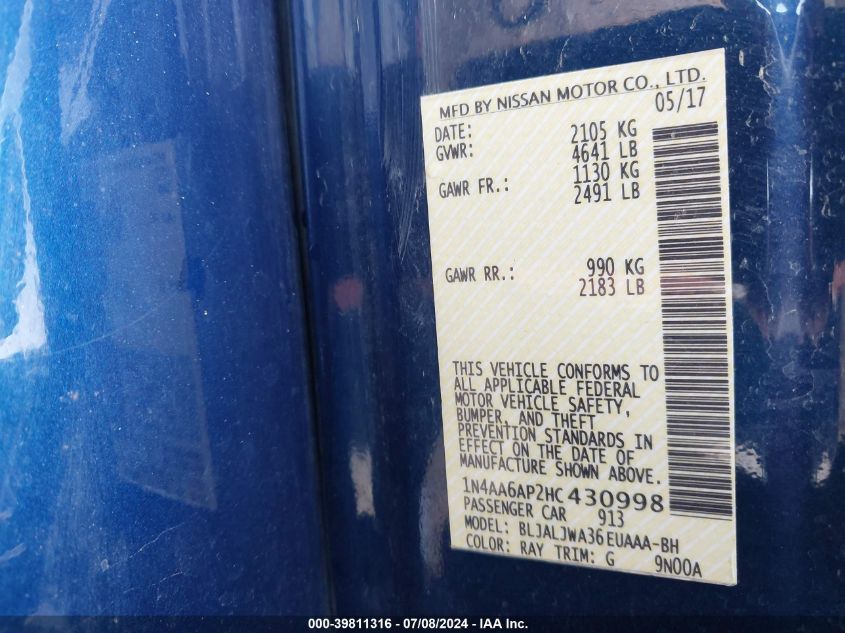 MFD BY NISSAN MOTOR CO., LTD.
DATE: 05/17
GVWR: 2105 KG
4641 LB
GAWR FR.: 1130 KG
2491 LB
GAWR RR.: 990 KG
2183 LB
THIS VEHICLE CONFORMS TO
ALL APPLICABLE FEDERAL
MOTOR VEHICLE SAFETY,
BUMPER, AND THEFT
PREVENTION STANDARDS IN
EFFECT ON THE DATE OF
MANUFACTURE SHOWN ABOVE.
1N4AA6AP2HC430998
PASSENGER CAR 913
MODEL: BLJALJWA36EUAAA-BH
COLOR: RAY TRIM: G 9N00A
000-39811316 - 07/08/2024 - IAA Inc.